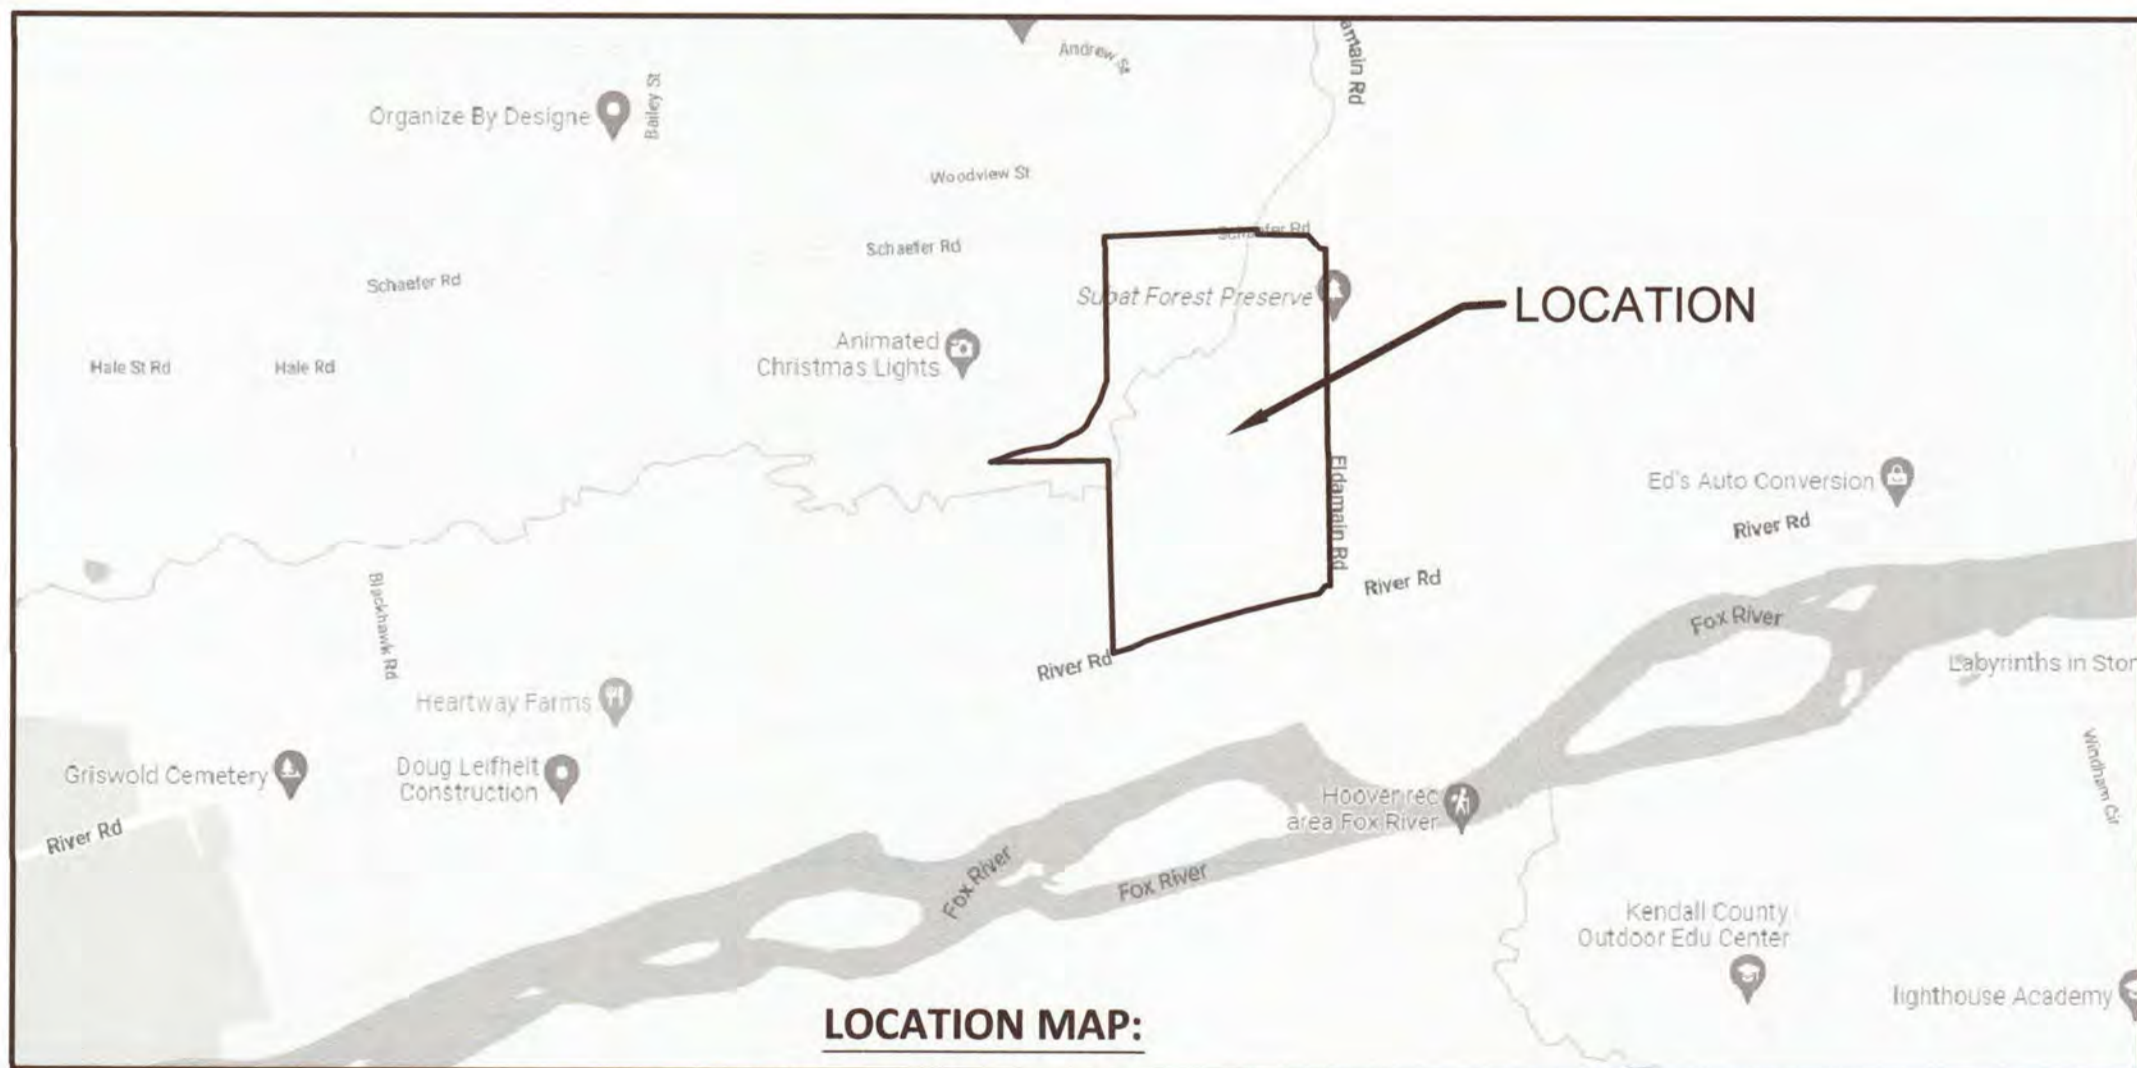 Andrew St
amain Rd
Organize By Designe
Bailey St
Woodview St
Schaefer Rd
Schaefer Rd
Schaefer Rd
Subat Forest Preserve
LOCATION
Animated
Christmas Lights
Hale St Rd
Hale Rd
Eldamain Rd
Ed's Auto Conversion
River Rd
River Rd
Blackhawk Rd
Fox River
River Rd
Labyrinths in Ston
Heartway Farms
Griswold Cemetery
Doug Leifheit
Construction
Windham Cir
Hoover rec
area Fox River
River Rd
Fox River
Fox River
Kendall County
Outdoor Edu Center
lighthouse Academy
LOCATION MAP: